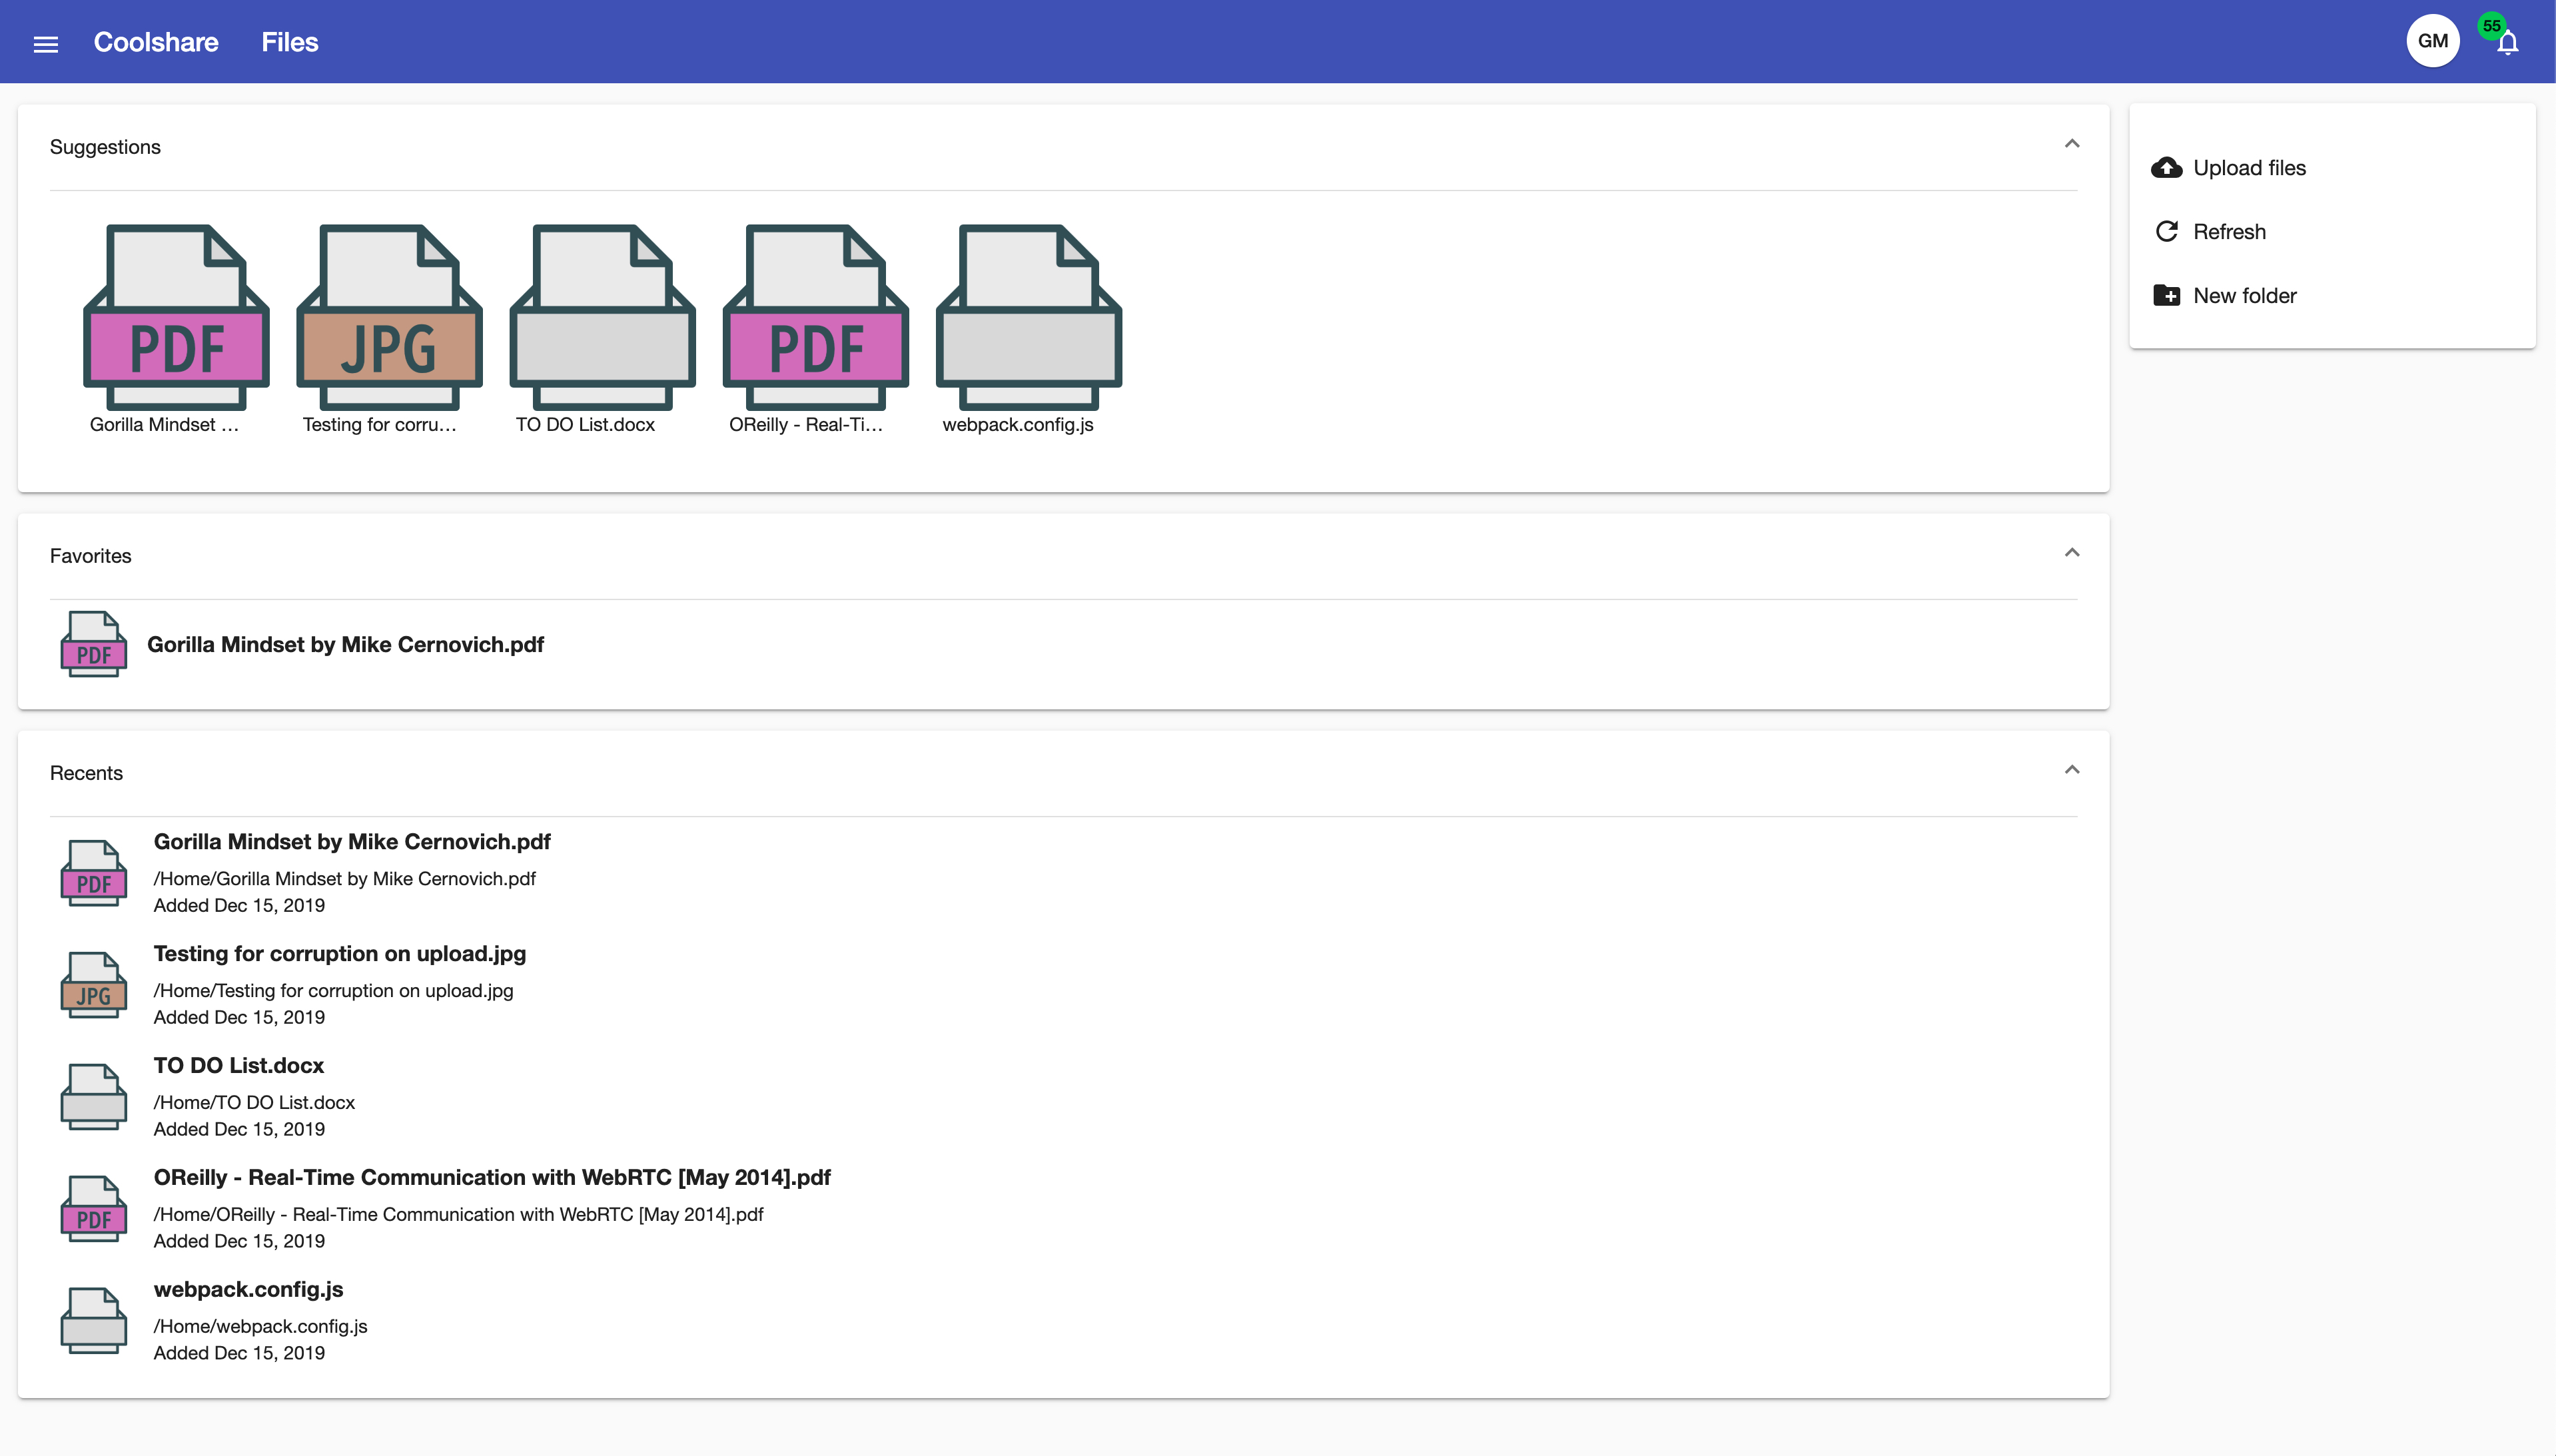 Coolshare Files
GM
55
Suggestions
PDF
JPG
PDF
Gorilla Mindset ...
Testing for corru...
TO DO List.docx
OReilly - Real-Ti...
webpack.config.js
Upload files
Refresh
New folder
Favorites
PDF
Gorilla Mindset by Mike Cernovich.pdf
Recents
PDF
Gorilla Mindset by Mike Cernovich.pdf
/Home/Gorilla Mindset by Mike Cernovich.pdf
Added Dec 15, 2019
JPG
Testing for corruption on upload.jpg
/Home/Testing for corruption on upload.jpg
Added Dec 15, 2019
TO DO List.docx
/Home/TO DO List.docx
Added Dec 15, 2019
PDF
OReilly - Real-Time Communication with WebRTC [May 2014].pdf
/Home/OReilly - Real-Time Communication with WebRTC [May 2014].pdf
Added Dec 15, 2019
webpack.config.js
/Home/webpack.config.js
Added Dec 15, 2019